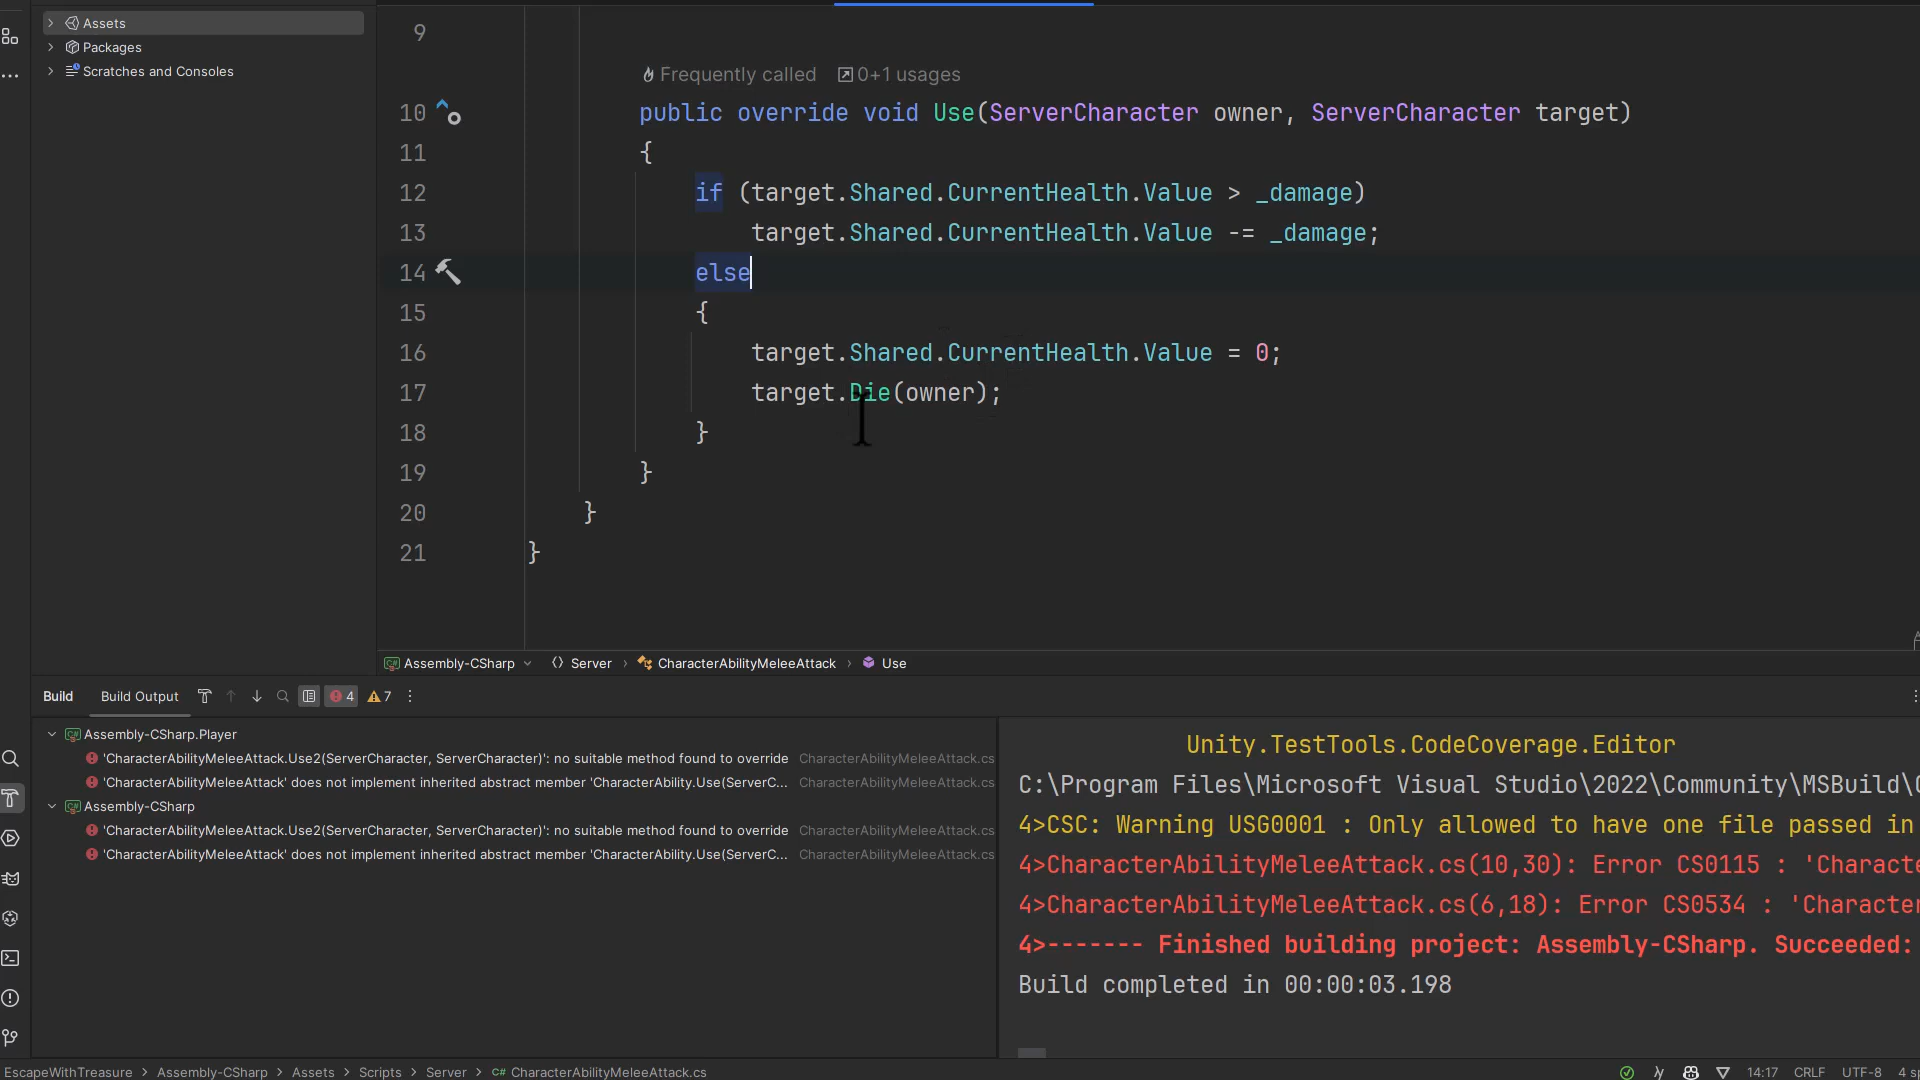 Assets
Packages
Scratches and Consoles
9
Frequently called 0+1 usages
10 public override void Use(ServerCharacter owner, ServerCharacter target)
11 {
12 if (target.Shared.CurrentHealth.Value > _damage)
13 target.Shared.CurrentHealth.Value -= _damage;
14 else
15 {
16 target.Shared.CurrentHealth.Value = 0;
17 target.Die(owner);
18 }
19 }
20 }
21 }
Assembly-CSharp Server CharacterAbilityMeleeAttack Use
Build Build Output 4 7
Assembly-CSharp.Player
'CharacterAbilityMeleeAttack.Use2(ServerCharacter, ServerCharacter)': no suitable method found to override CharacterAbilityMeleeAttack.cs
'CharacterAbilityMeleeAttack' does not implement inherited abstract member 'CharacterAbility.Use(ServerC... CharacterAbilityMeleeAttack.cs
Assembly-CSharp
'CharacterAbilityMeleeAttack.Use2(ServerCharacter, ServerCharacter)': no suitable method found to override CharacterAbilityMeleeAttack.cs
'CharacterAbilityMeleeAttack' does not implement inherited abstract member 'CharacterAbility.Use(ServerC... CharacterAbilityMeleeAttack.cs
Unity.TestTools.CodeCoverage.Editor
C:\Program Files\Microsoft Visual Studio\2022\Community\MSBuild\
4>CSC: Warning USG0001 : Only allowed to have one file passed in
4>CharacterAbilityMeleeAttack.cs(10,30): Error CS0115 : 'Characte
4>CharacterAbilityMeleeAttack.cs(6,18): Error CS0534 : 'Character
4>------- Finished building project: Assembly-CSharp. Succeeded:
Build completed in 00:00:03.198
EscapeWithTreasure > Assembly-CSharp > Assets > Scripts > Server > C# CharacterAbilityMeleeAttack.cs 14:17 CRLF UTF-8 4